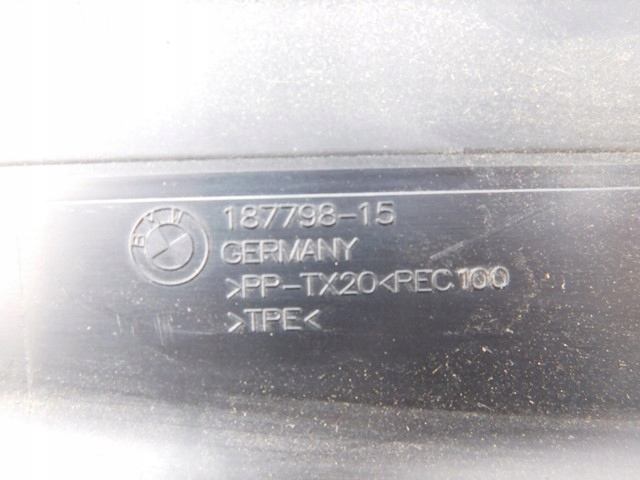 BMW
187798-15
GERMANY
>PP-TX20<REC100
>TPE<